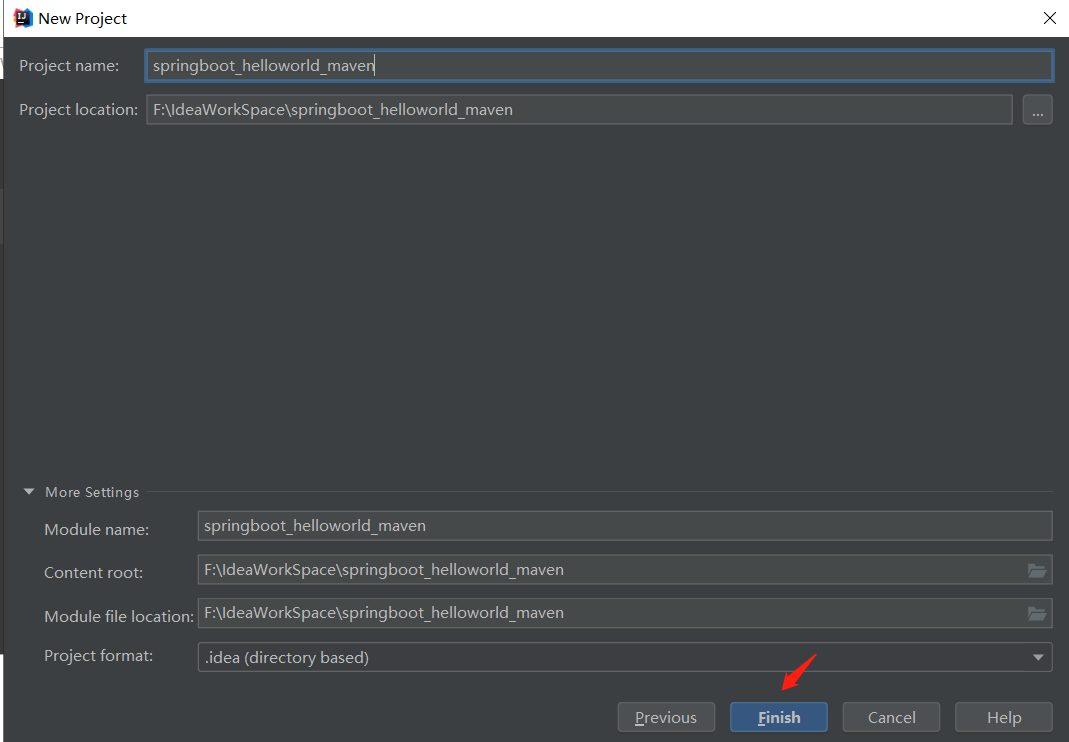 New Project
Project name: springboot_helloworld_maven
Project location: F:\IdeaWorkSpace\springboot_helloworld_maven ...
More Settings
Module name: springboot_helloworld_maven
Content root: F:\IdeaWorkSpace\springboot_helloworld_maven
Module file location: F:\IdeaWorkSpace\springboot_helloworld_maven
Project format: .idea (directory based)
Previous Finish Cancel Help